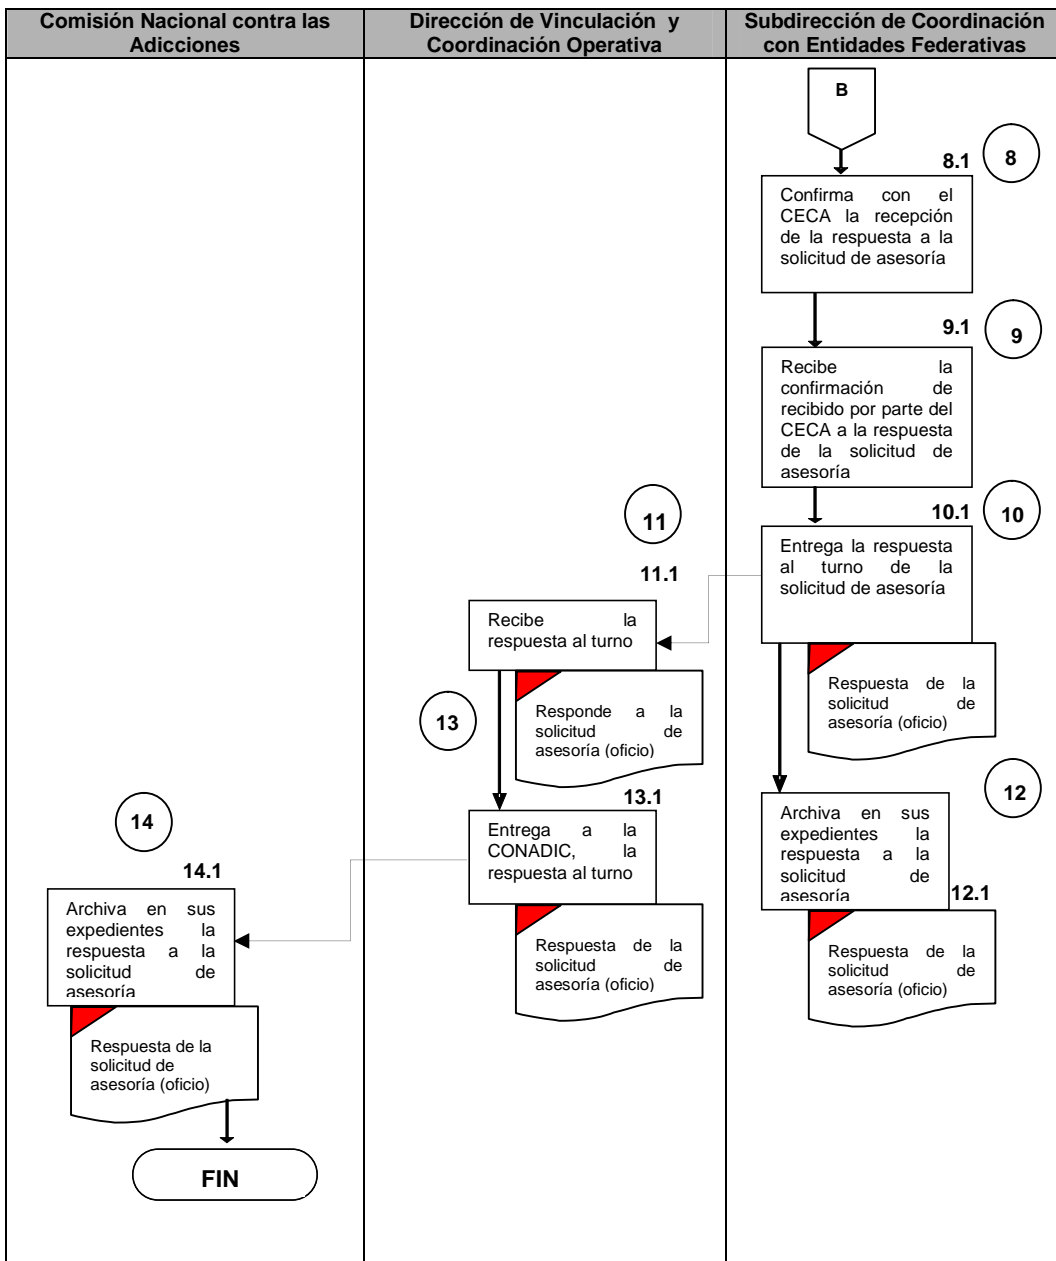 Comisión Nacional contra las
Adicciones
Dirección de Vinculación y
Coordinación Operativa
Subdirección de Coordinación
con Entidades Federativas
B
8.1
8
Confirma con el
CECA la recepción
de la respuesta a la
solicitud de asesoría
9.1
9
Recibe la
confirmación de
recibido por parte del
CECA a la respuesta
de la solicitud de
asesoría
10.1
10
Entrega la respuesta
al turno de la
solicitud de asesoría
Respuesta de la
solicitud de
asesoría (oficio)
11
11.1
Recibe la
respuesta al turno
Responde a la
solicitud de
asesoría (oficio)
12
Archiva en sus
expedientes la
respuesta a la
solicitud de
asesoría
12.1
Respuesta de la
solicitud de
asesoría (oficio)
13
13.1
Entrega a la
CONADIC, la
respuesta al turno
Respuesta de la
solicitud de
asesoría (oficio)
14
14.1
Archiva en sus
expedientes la
respuesta a la
solicitud de
asesoría
Respuesta de la
solicitud de
asesoría (oficio)
FIN